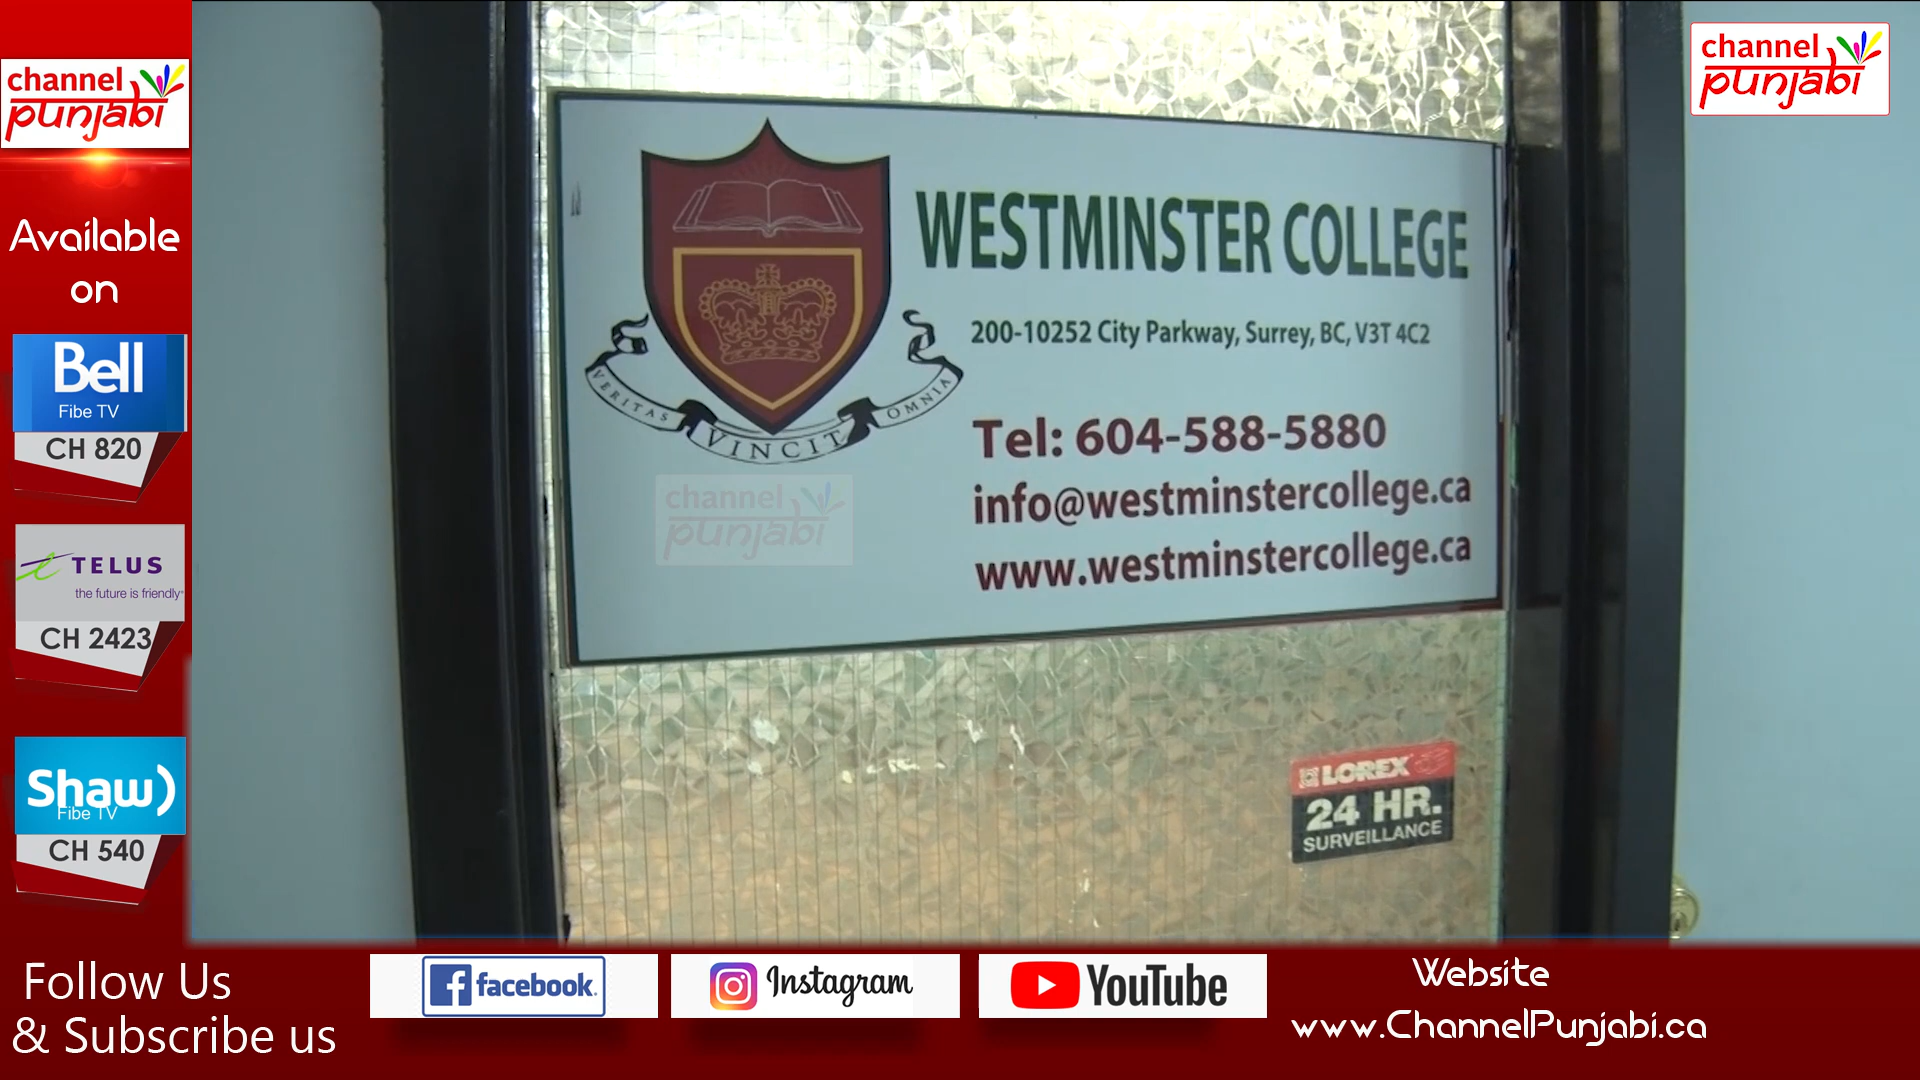 channel
punjabi
Available
on
Bell
Fibe TV
CH 820
TELUS
the future is friendly®
CH 2423
Shaw)
Fibe TV
CH 540
WESTMINSTER COLLEGE
200-10252 City Parkway, Surrey, BC, V3T 4C2
Tel: 604-588-5880
info@westminstercollege.ca
www.westminstercollege.ca
VERITAS VINCIT OMNIA
channel
punjabi
LOREX
24 HR.
SURVEILLANCE
channel
punjabi
Follow Us
& Subscribe us
facebook.
Instagram
YouTube
Website
www.ChannelPunjabi.ca